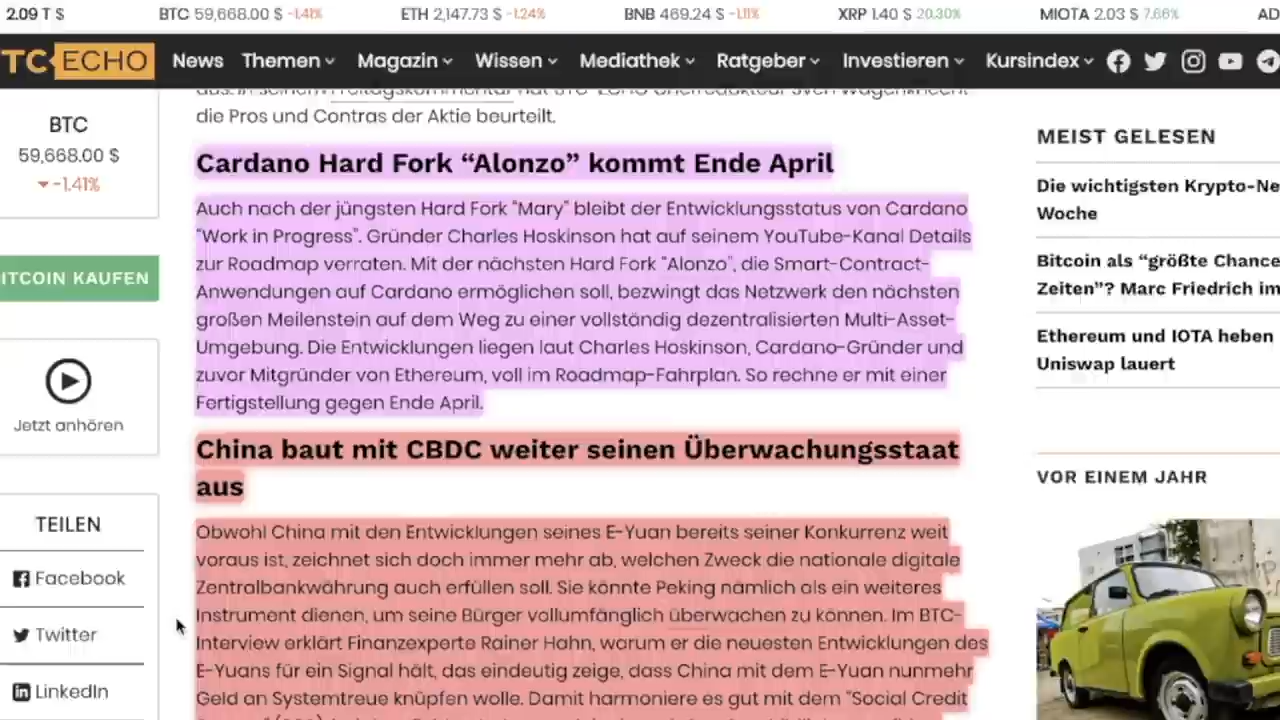 2.09 T $ BTC 59,668.00 $ -1.41% ETH 2,147.73 $ -1.24% BNB 469.24 $ -1.11% XRP 1.40 $ 20.30% MIOTA 2.03 $ 7.66% AD
TC ECHO News Themen Magazin Wissen Mediathek Ratgeber Investieren Kursindex
BTC
59,668.00 $
-1.41%
ITCOIN KAUFEN
Jetzt anhören
TEILEN
Facebook
Twitter
LinkedIn
die Pros und Contras der Aktie beurteilt.
Cardano Hard Fork “Alonzo” kommt Ende April
Auch nach der jüngsten Hard Fork "Mary" bleibt der Entwicklungsstatus von Cardano
"Work in Progress". Gründer Charles Hoskinson hat auf seinem YouTube-Kanal Details
zur Roadmap verraten. Mit der nächsten Hard Fork "Alonzo", die Smart-Contract-
Anwendungen auf Cardano ermöglichen soll, bezwingt das Netzwerk den nächsten
großen Meilenstein auf dem Weg zu einer vollständig dezentralisierten Multi-Asset-
Umgebung. Die Entwicklungen liegen laut Charles Hoskinson, Cardano-Gründer und
zuvor Mitgründer von Ethereum, voll im Roadmap-Fahrplan. So rechne er mit einer
Fertigstellung gegen Ende April.
China baut mit CBDC weiter seinen Überwachungsstaat
aus
Obwohl China mit den Entwicklungen seines E-Yuan bereits seiner Konkurrenz weit
voraus ist, zeichnet sich doch immer mehr ab, welchen Zweck die nationale digitale
Zentralbankwährung auch erfüllen soll. Sie könnte Peking nämlich als ein weiteres
Instrument dienen, um seine Bürger vollumfänglich überwachen zu können. Im BTC-
Interview erklärt Finanzexperte Rainer Hahn, warum er die neuesten Entwicklungen des
E-Yuans für ein Signal hält, das eindeutig zeige, dass China mit dem E-Yuan nunmehr
Geld an Systemtreue knüpfen wolle. Damit harmoniere es gut mit dem "Social Credit
MEIST GELESEN
Die wichtigsten Krypto-Ne
Woche
Bitcoin als “größte Chance
Zeiten”? Marc Friedrich im
Ethereum und IOTA heben
Uniswap lauert
VOR EINEM JAHR